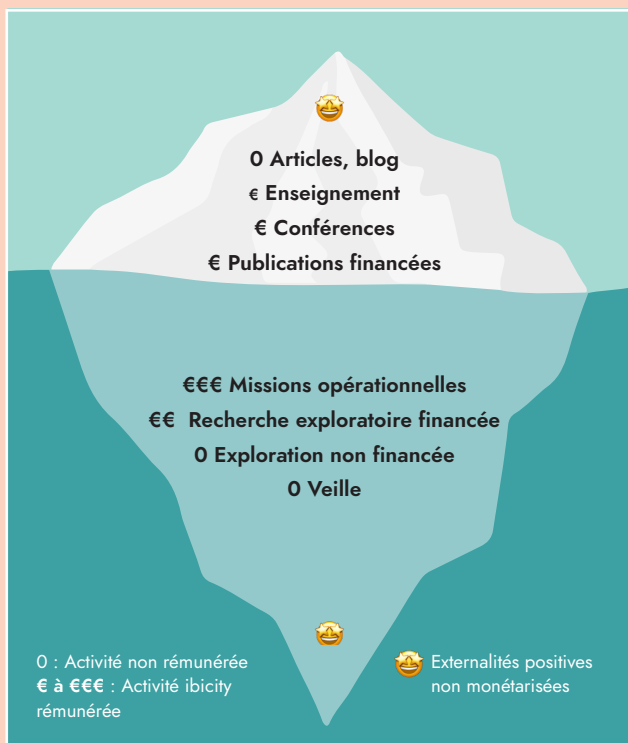 0 Articles, blog
€ Enseignement
€ Conférences
€ Publications financées
€€€ Missions opérationnelles
€€ Recherche exploratoire financée
0 Exploration non financée
0 Veille
0 : Activité non rémunérée
€ à €€€ : Activité ibicity
rémunérée
Externalités positives
non monétarisées